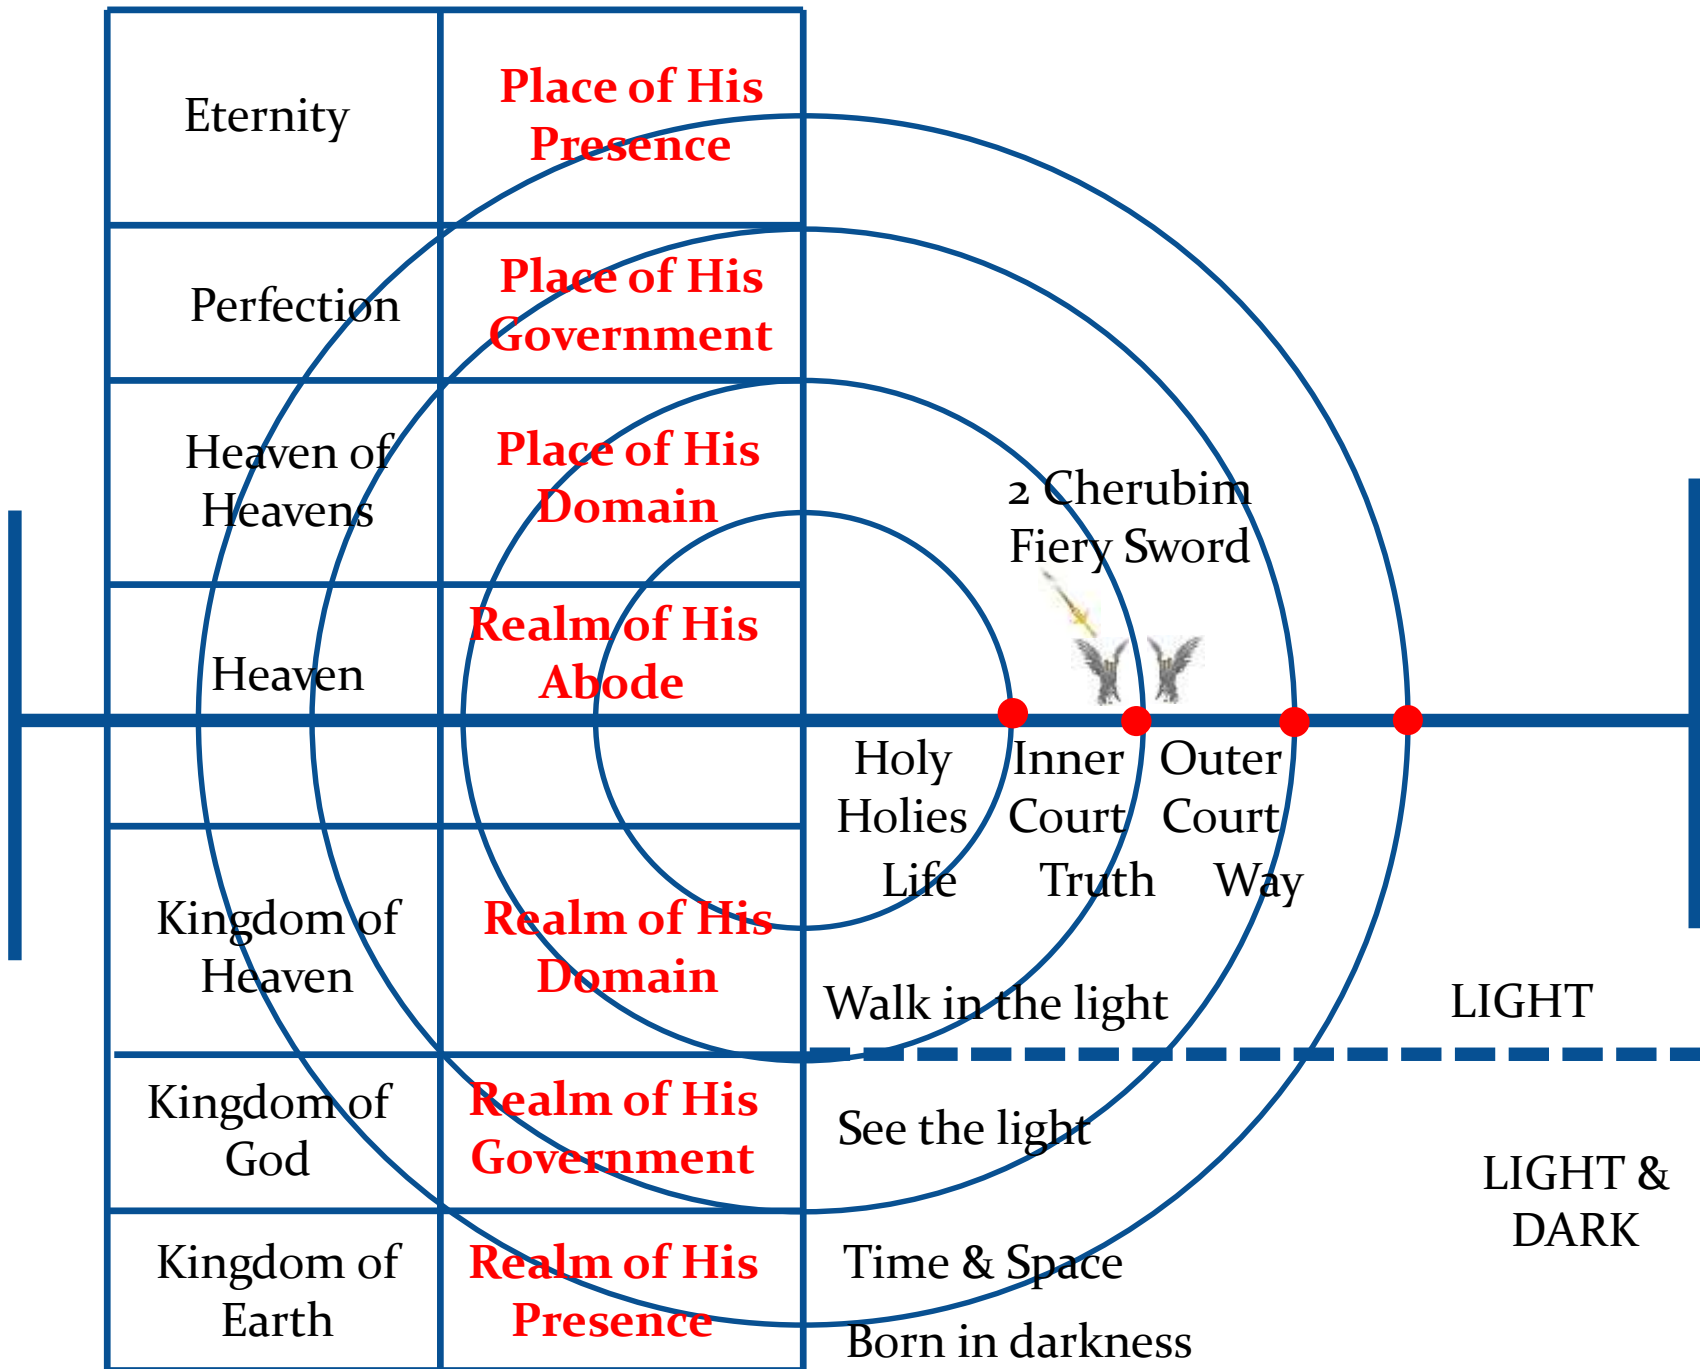 Eternity
Place of His
Presence
Perfection
Place of His
Government
Heaven of
Heavens
Place of His
Domain
2 Cherubim
Fiery Sword
Heaven
Realm of His
Abode
Holy
Holies
Inner
Court
Outer
Court
Life
Truth
Way
Kingdom of
Heaven
Realm of His
Domain
Walk in the light
LIGHT
Kingdom of
God
Realm of His
Government
See the light
LIGHT &
DARK
Kingdom of
Earth
Realm of His
Presence
Time & Space
Born in darkness